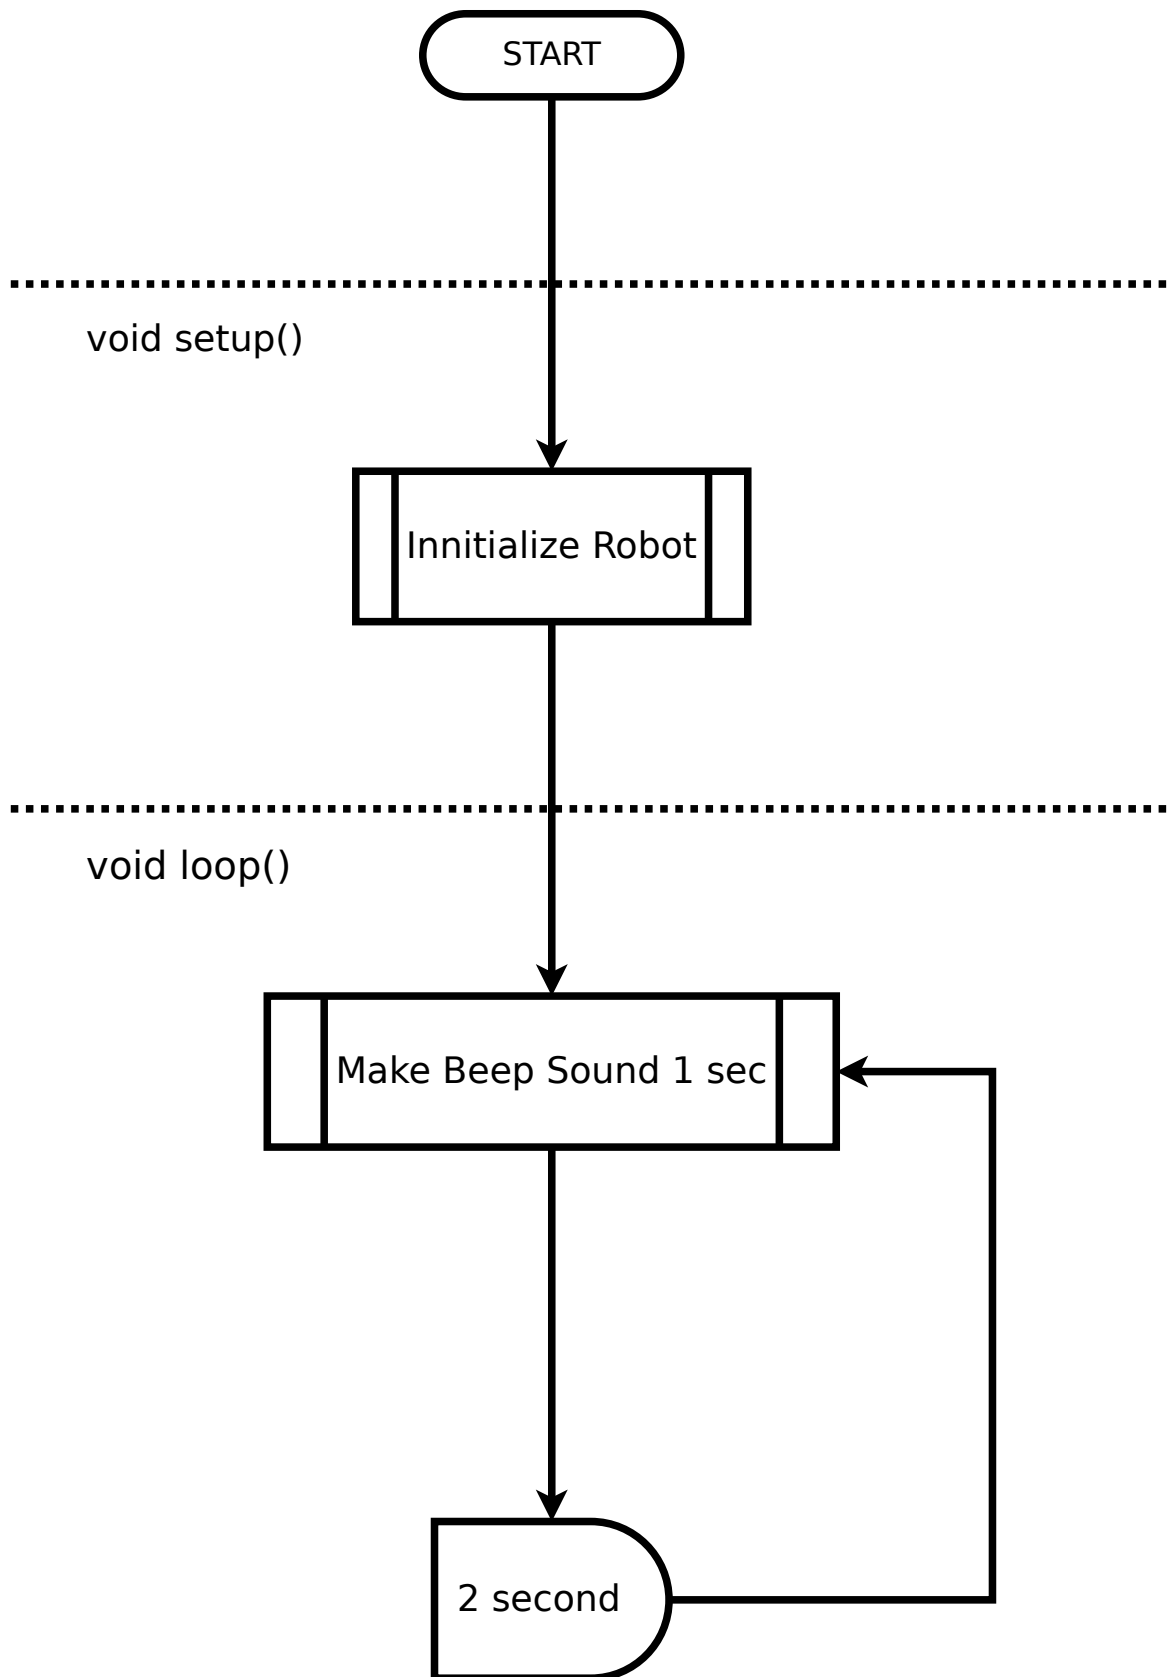 START
void setup()
Innitialize Robot
void loop()
Make Beep Sound 1 sec
2 second